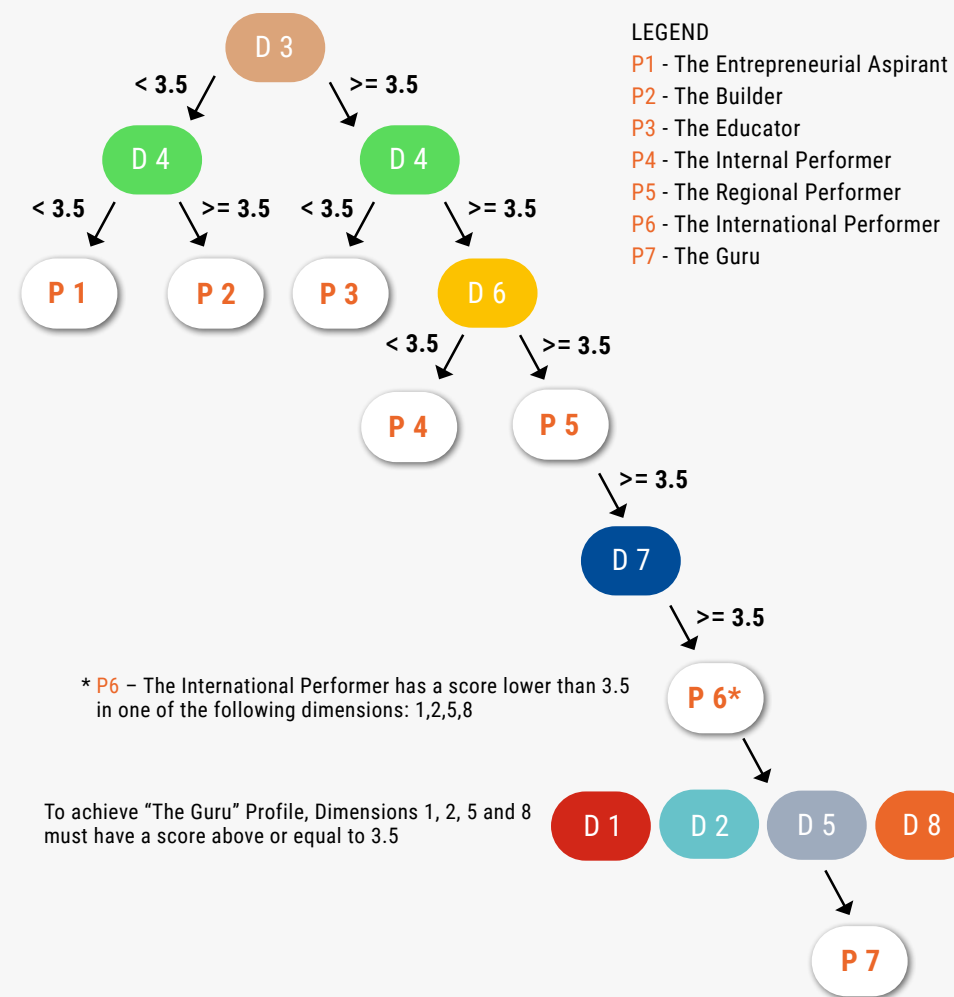 D 3
LEGEND
P1 - The Entrepreneurial Aspirant
P2 - The Builder
P3 - The Educator
P4 - The Internal Performer
P5 - The Regional Performer
P6 - The International Performer
P7 - The Guru
< 3.5
>= 3.5
D 4
D 4
< 3.5
>= 3.5
< 3.5
>= 3.5
P 1
P 2
P 3
D 6
< 3.5
>= 3.5
P 4
P 5
>= 3.5
D 7
>= 3.5
* P6 – The International Performer has a score lower than 3.5
in one of the following dimensions: 1,2,5,8
P 6*
To achieve “The Guru” Profile, Dimensions 1, 2, 5 and 8
must have a score above or equal to 3.5
D 1
D 2
D 5
D 8
P 7